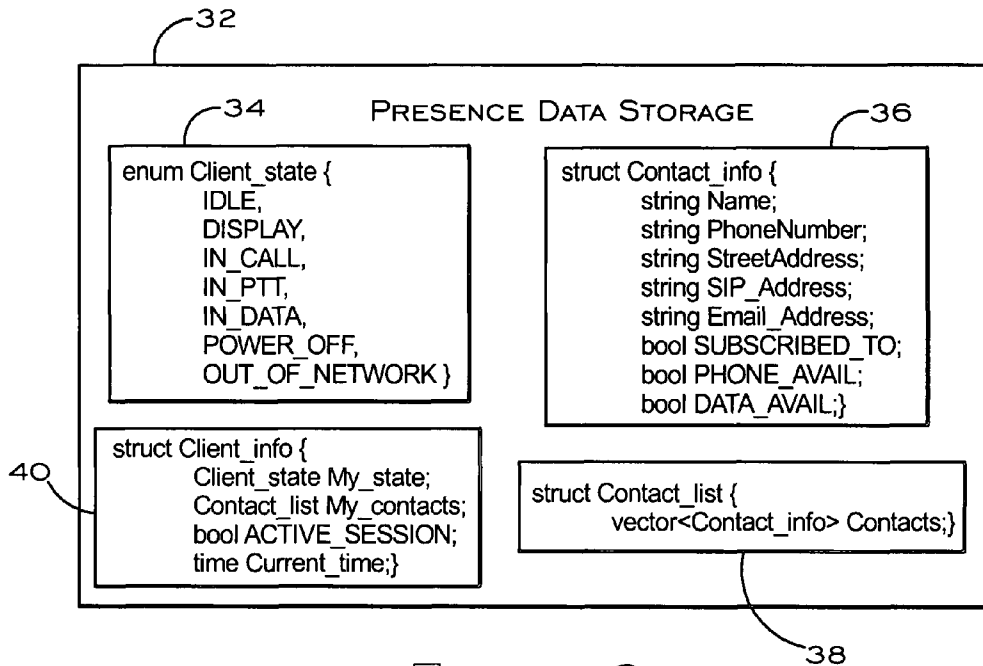 32
PRESENCE DATA STORAGE
34
enum Client_state {
IDLE,
DISPLAY,
IN_CALL,
IN_PTT,
IN_DATA,
POWER_OFF,
OUT_OF_NETWORK }
36
struct Contact_info {
string Name;
string PhoneNumber;
string StreetAddress;
string SIP_Address;
string Email_Address;
bool SUBSCRIBED_TO;
bool PHONE_AVAIL;
bool DATA_AVAIL;}
40
struct Client_info {
Client_state My_state;
Contact_list My_contacts;
bool ACTIVE_SESSION;
time Current_time;}
struct Contact_list {
vector<Contact_info> Contacts;}
38